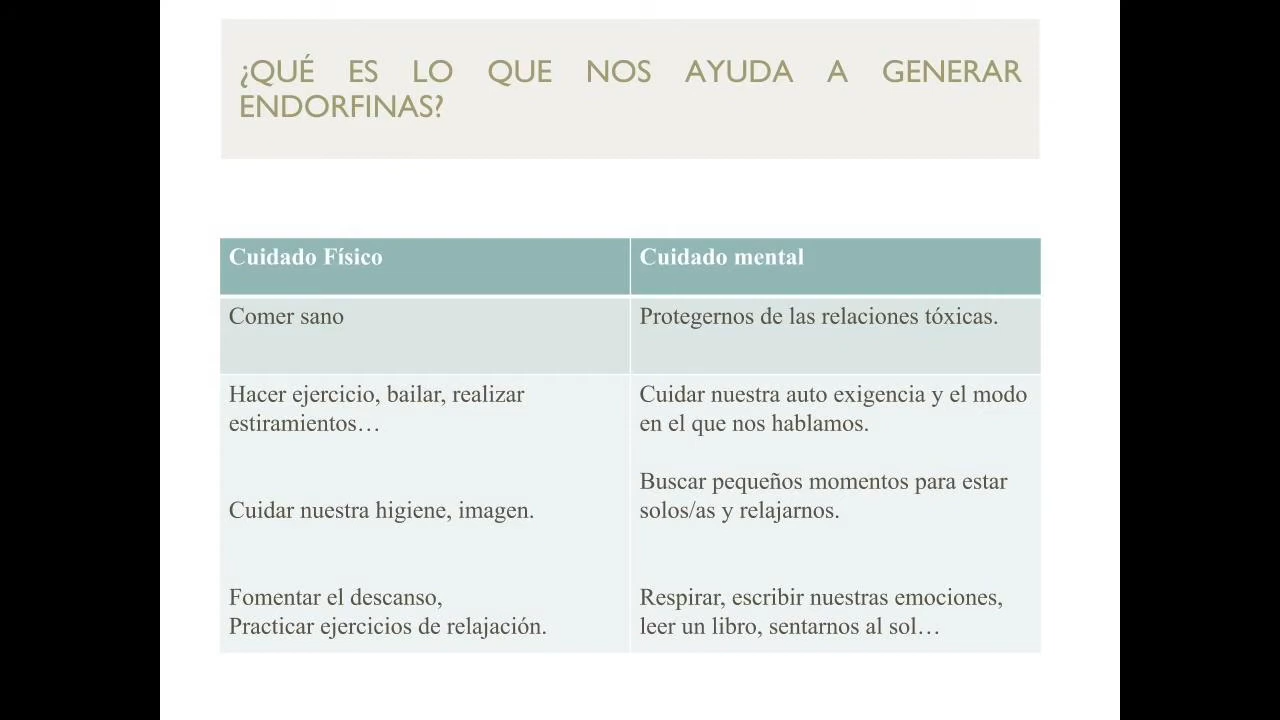 ¿QUÉ ES LO QUE NOS AYUDA A GENERAR
ENDORFINAS?
Cuidado Físico
Cuidado mental
Comer sano
Protegernos de las relaciones tóxicas.
Hacer ejercicio, bailar, realizar
estiramientos…
Cuidar nuestra auto exigencia y el modo
en el que nos hablamos.
Cuidar nuestra higiene, imagen.
Buscar pequeños momentos para estar
solos/as y relajarnos.
Fomentar el descanso,
Practicar ejercicios de relajación.
Respirar, escribir nuestras emociones,
leer un libro, sentarnos al sol…